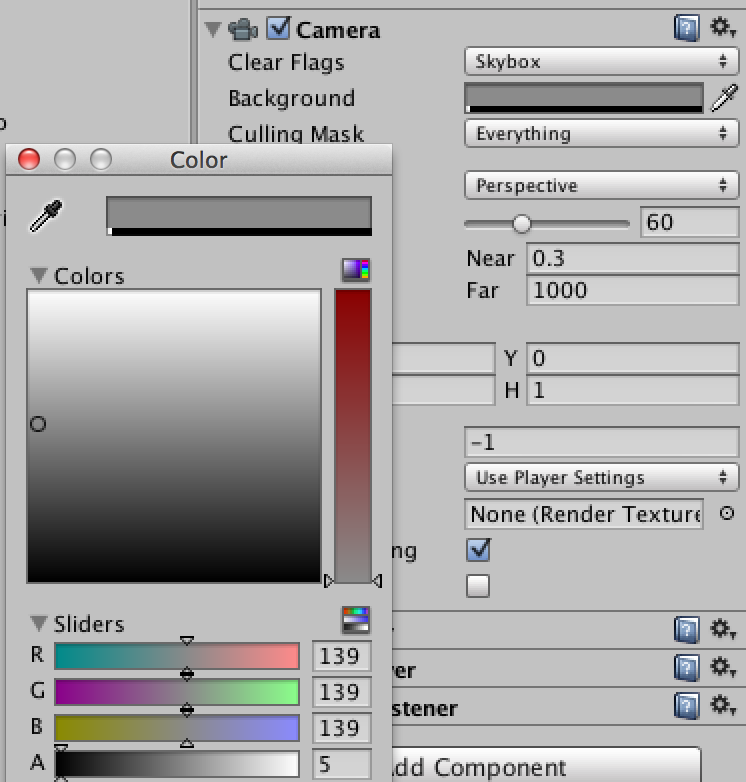 Camera
Clear Flags Skybox
Background
Culling Mask Everything
Color
Perspective
60
Near 0.3
Colors
Far 1000
Y 0
H 1
-1
Use Player Settings
None (Render Texture
ng
Sliders
R 139
G 139
B 139
A 5
stener
dd Component